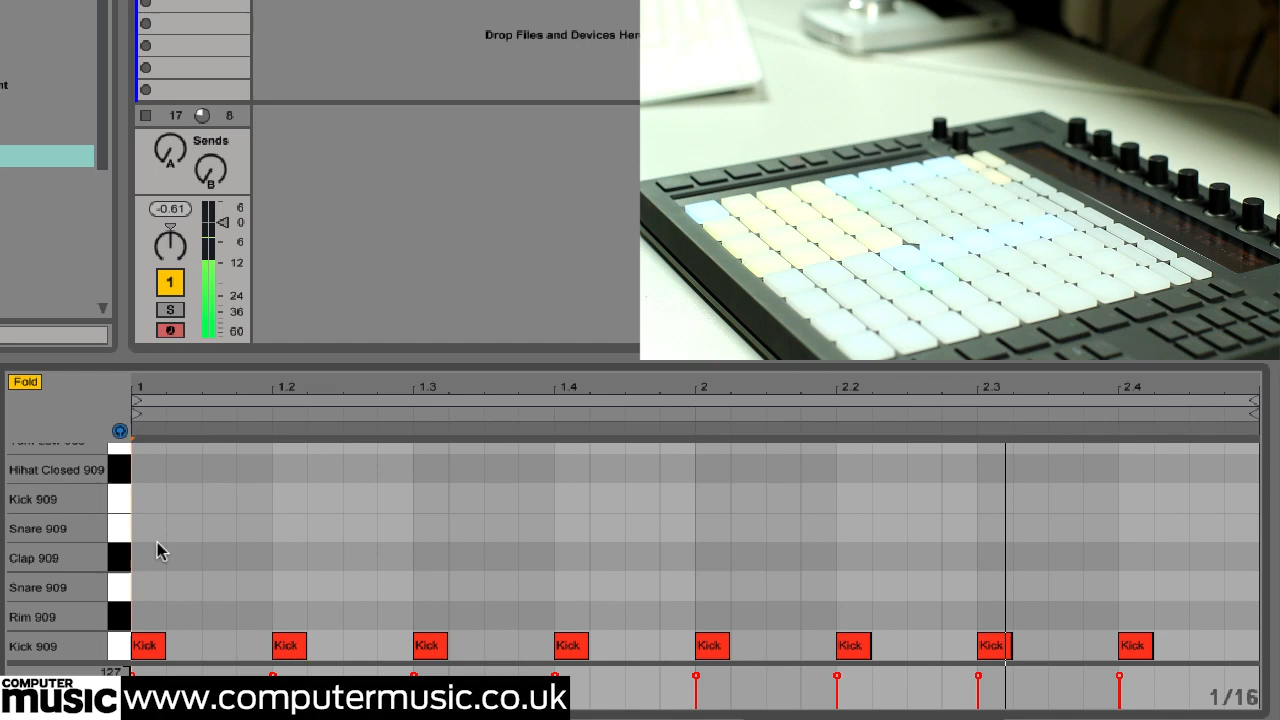 nt
Drop Files and Devices Her
17 8
Sends
A
B
-0.61
6
0
6
12
24
36
60
1
S
Fold
1 1.2 1.3 1.4 2 2.2 2.3 2.4
Hihat Closed 909
Kick 909
Snare 909
Clap 909
Snare 909
Rim 909
Kick 909
Kick Kick Kick Kick Kick Kick Kick Kick
127
COMPUTER
music www.computermusic.co.uk
1/16